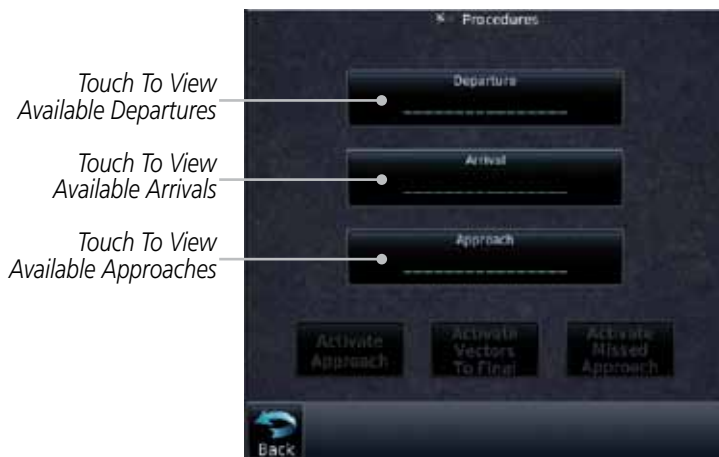 Procedures
Touch To View
Available Departures
Departure
Touch To View
Available Arrivals
Arrival
Touch To View
Available Approaches
Approach
Activate
Approach
Activate
Vectors
To Final
Activate
Missed
Approach
Back